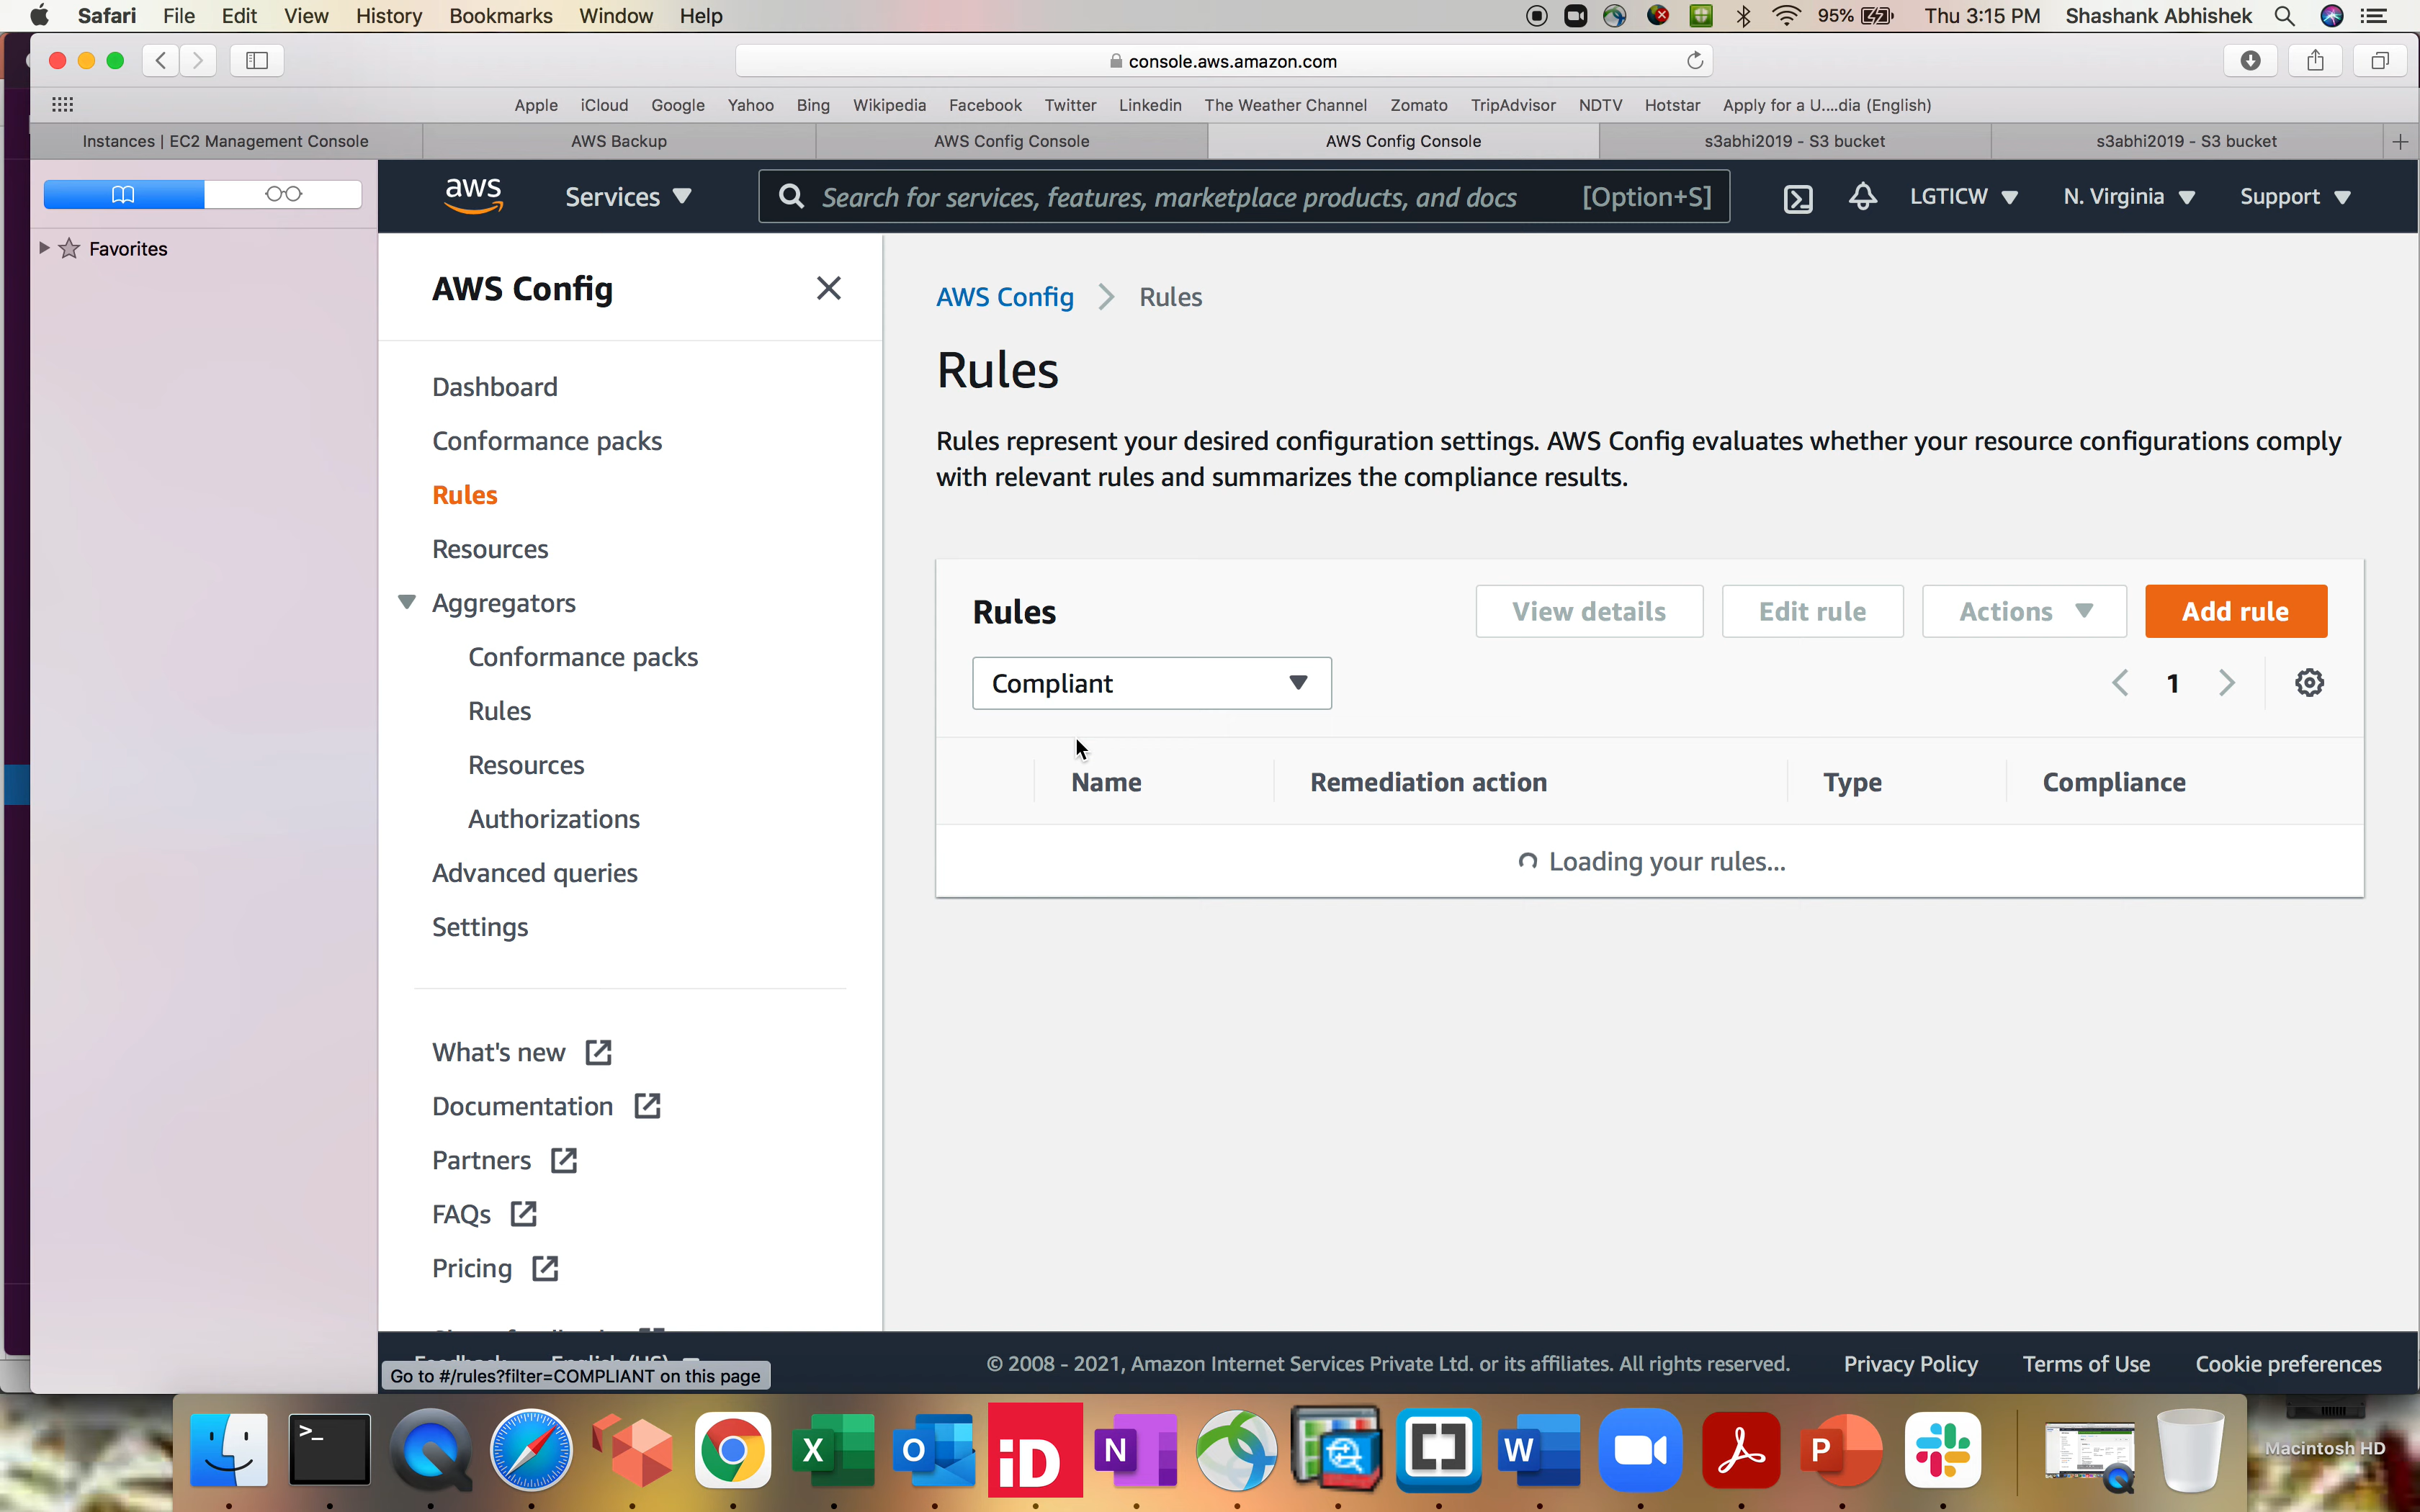 Safari File Edit View History Bookmarks Window Help 95% Thu 3:15 PM Shashank Abhishek
console.aws.amazon.com
Apple iCloud Google Yahoo Bing Wikipedia Facebook Twitter Linkedin The Weather Channel Zomato TripAdvisor NDTV Hotstar Apply for a U....dia (English)
Instances | EC2 Management Console AWS Backup AWS Config Console AWS Config Console s3abhi2019 - S3 bucket s3abhi2019 - S3 bucket
aws Services Search for services, features, marketplace products, and docs [Option+S] LGTICW N. Virginia Support
Favorites
AWS Config
Dashboard
Conformance packs
Rules
Resources
Aggregators
Conformance packs
Rules
Resources
Authorizations
Advanced queries
Settings
What's new
Documentation
Partners
FAQs
Pricing
AWS Config > Rules
Rules
Rules represent your desired configuration settings. AWS Config evaluates whether your resource configurations comply
with relevant rules and summarizes the compliance results.
Rules View details Edit rule Actions Add rule
Compliant 1
Name Remediation action Type Compliance
Loading your rules...
Go to #/rules?filter=COMPLIANT on this page
© 2008 - 2021, Amazon Internet Services Private Ltd. or its affiliates. All rights reserved. Privacy Policy Terms of Use Cookie preferences
>_ X O iD N W P
Macintosh HD